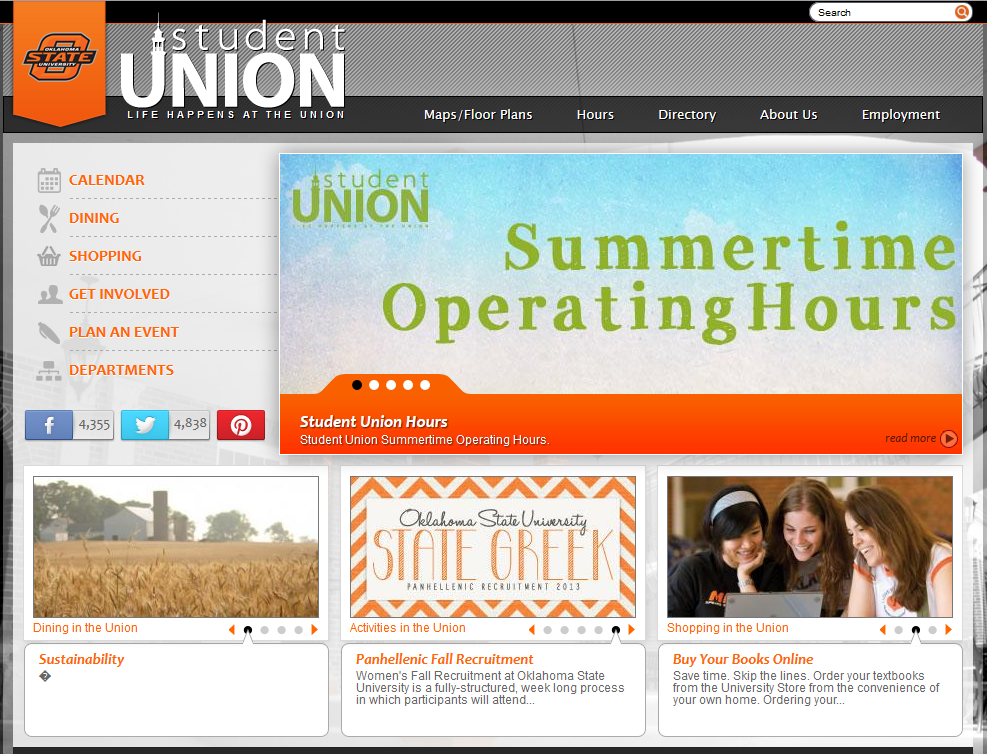 Search
OKLAHOMA
STATE
UNIVERSITY
student
UNION
LIFE HAPPENS AT THE UNION
Maps/Floor Plans Hours Directory About Us Employment
CALENDAR
DINING
SHOPPING
GET INVOLVED
PLAN AN EVENT
DEPARTMENTS
4,355 4,838
student
UNION
LIFE HAPPENS AT THE UNION
Summertime
Operating Hours
Student Union Hours
Student Union Summertime Operating Hours.
read more
Dining in the Union
Sustainability
�
Oklahoma State University
STATE GREEK
PANHELLENIC RECRUITMENT 2013
Activities in the Union
Panhellenic Fall Recruitment
Women's Fall Recruitment at Oklahoma State
University is a fully-structured, week long process
in which participants will attend...
Shopping in the Union
Buy Your Books Online
Save time. Skip the lines. Order your textbooks
from the University Store from the convenience of
your own home. Ordering your...